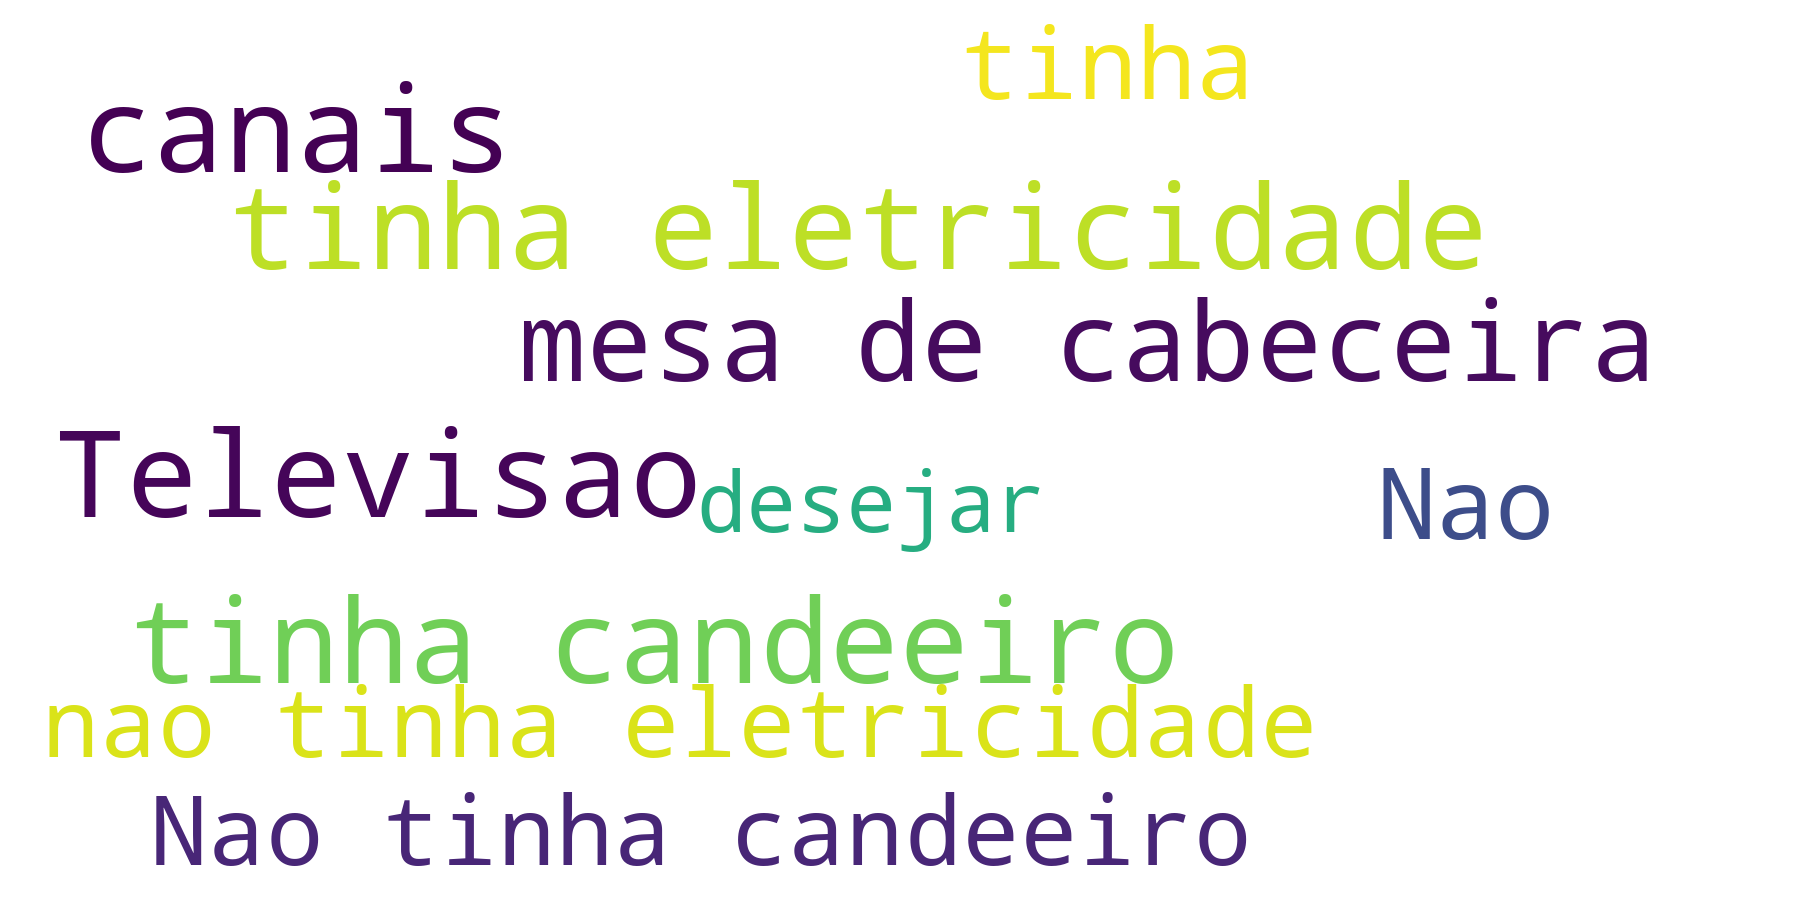 tinha
canais
tinha eletricidade
mesa de cabeceira
Televisao
desejar
Nao
tinha candeeiro
nao tinha eletricidade
Nao tinha candeeiro